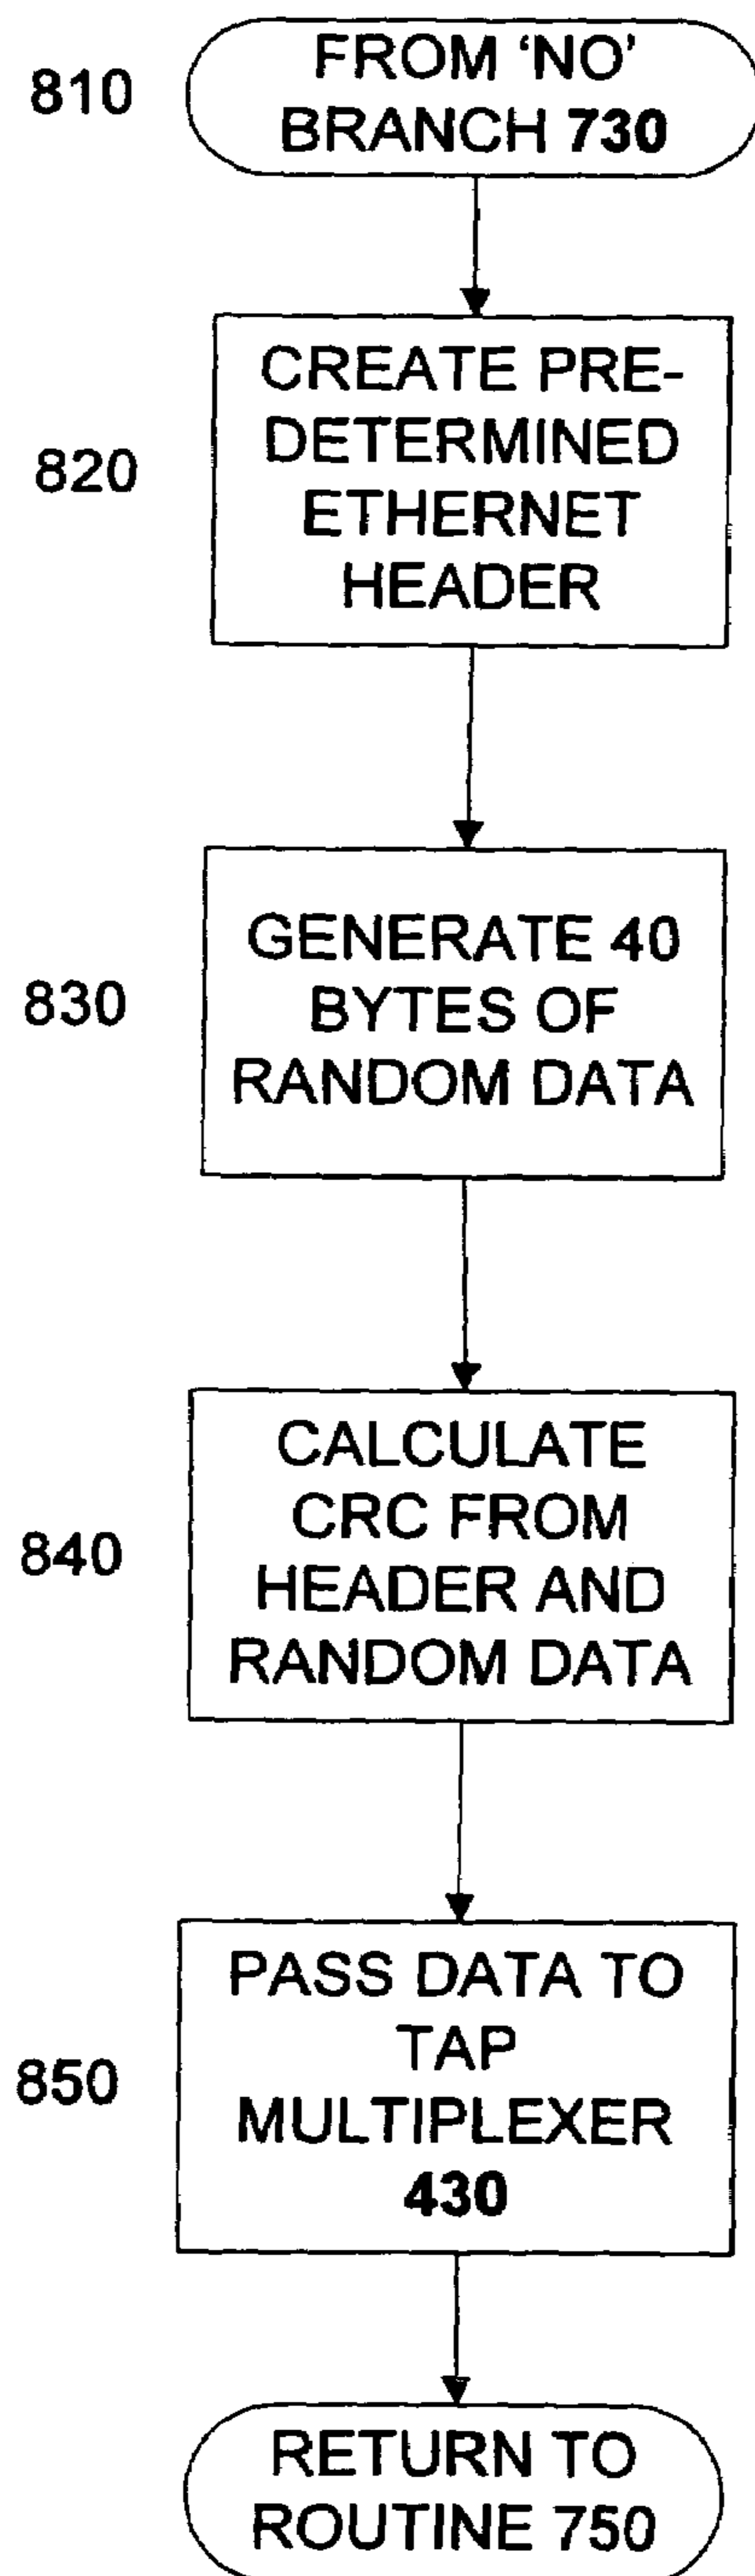 810
FROM 'NO'
BRANCH 730
820
CREATE PRE-
DETERMINED
ETHERNET
HEADER
830
GENERATE 40
BYTES OF
RANDOM DATA
840
CALCULATE
CRC FROM
HEADER AND
RANDOM DATA
850
PASS DATA TO
TAP
MULTIPLEXER
430
RETURN TO
ROUTINE 750